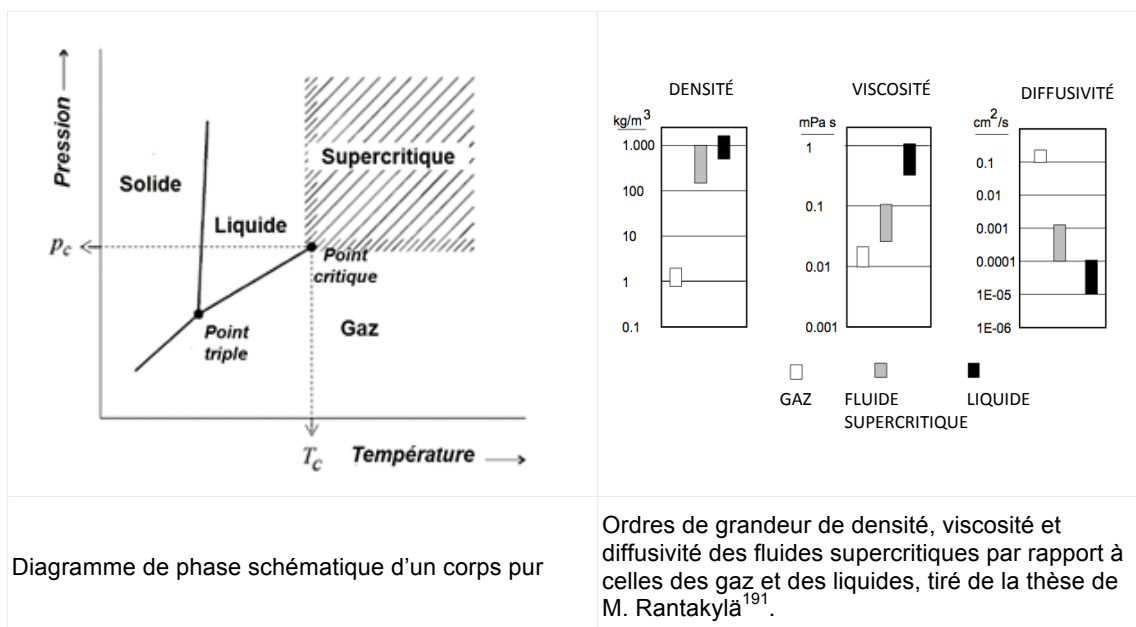 Pression
Solide
Liquide
Supercritique
pc
Point
critique
Point
triple
Gaz
Tc
Température
DENSITÉ
kg/m3
1.000
100
10
1
0.1
VISCOSITÉ
mPa s
1
0.1
0.01
0.001
DIFFUSIVITÉ
cm2/s
0.1
0.01
0.001
0.0001
1E-05
1E-06
GAZ
FLUIDE
SUPERCRITIQUE
LIQUIDE
Diagramme de phase schématique d'un corps pur
Ordres de grandeur de densité, viscosité et
diffusivité des fluides supercritiques par rapport à
celles des gaz et des liquides, tiré de la thèse de
M. Rantakylä191.